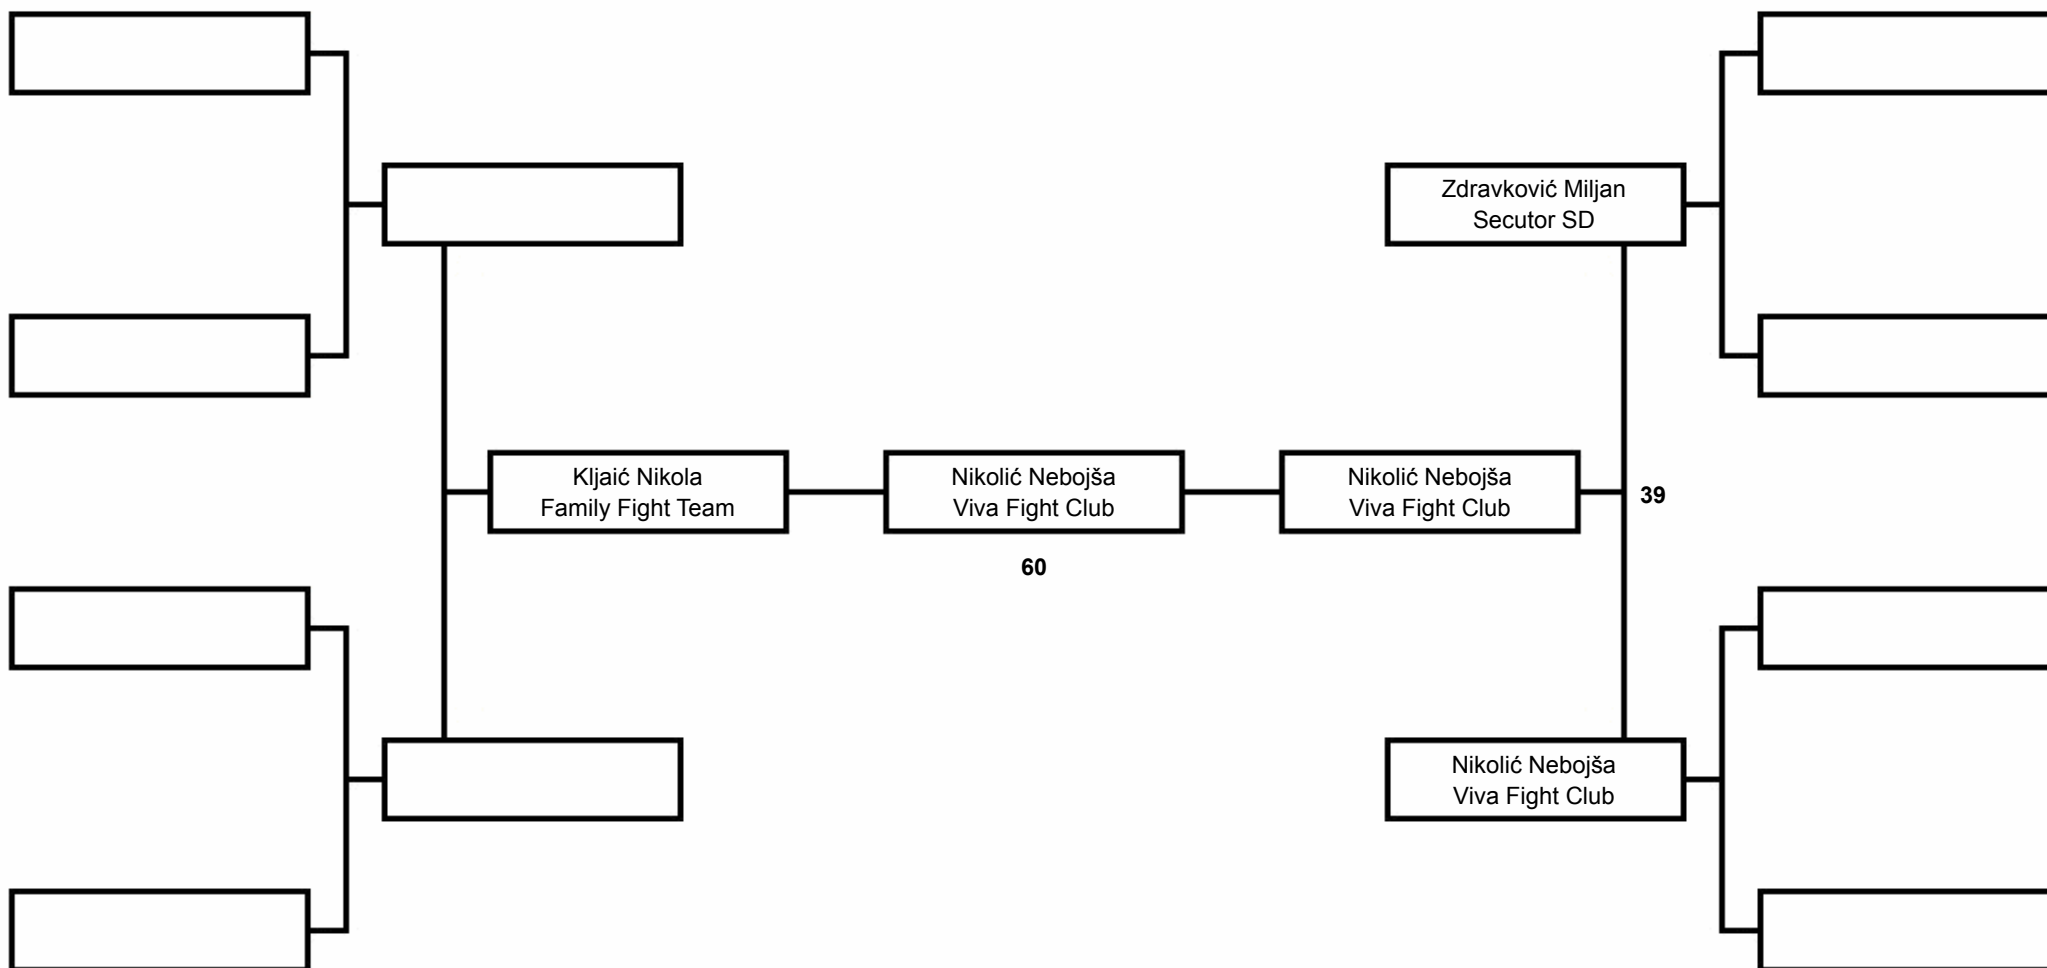 Zdravković Miljan
Secutor SD
Kljaić Nikola
Family Fight Team
Nikolić Nebojša
Viva Fight Club
60
Nikolić Nebojša
Viva Fight Club
39
Nikolić Nebojša
Viva Fight Club